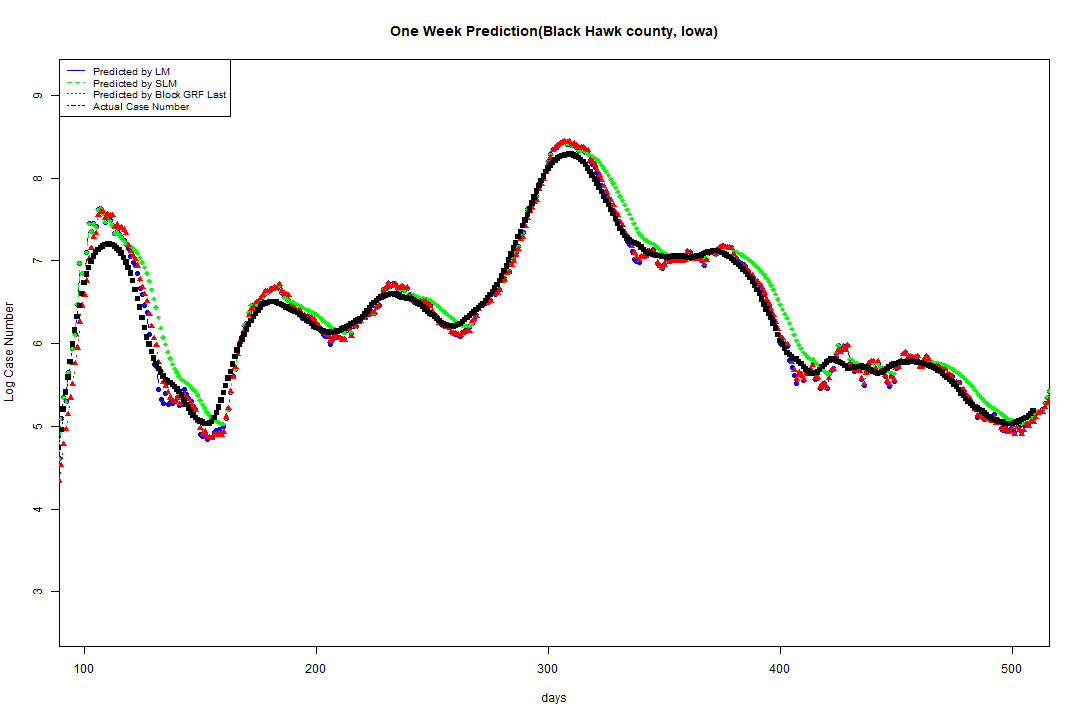 One Week Prediction(Black Hawk county, Iowa)
Predicted by LM
Predicted by SLM
Predicted by Block GRF Last
Actual Case Number
9
8
7
6
5
4
3
Log Case Number
100 200 300 400 500
days